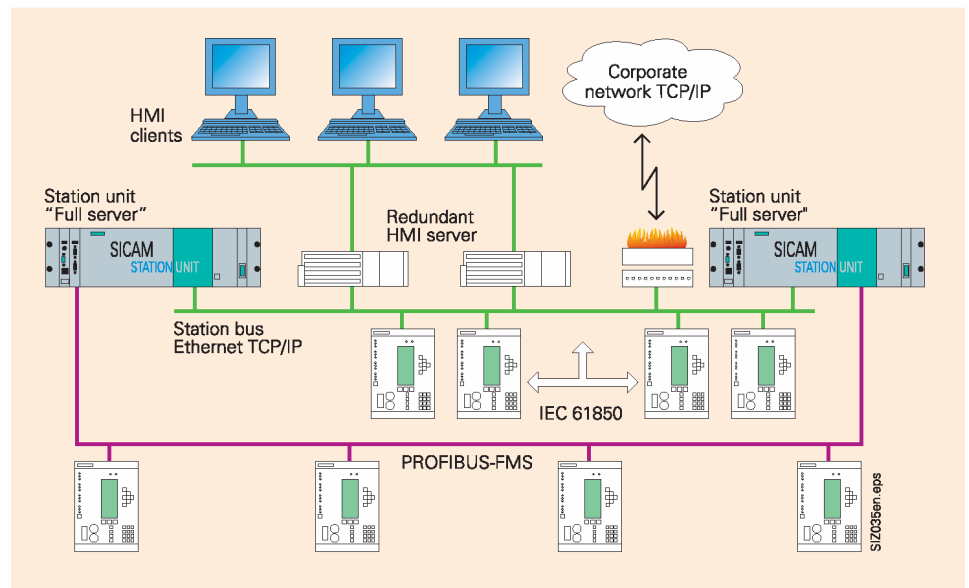 Corporate
network TCP/IP
HMI
clients
Station unit
“Full server”
Redundant
HMI server
Station unit
“Full server"
SICAM
STATION UNIT
SICAM
STATION UNIT
Station bus
Ethernet TCP/IP
IEC 61850
PROFIBUS-FMS
SIZ035en.eps